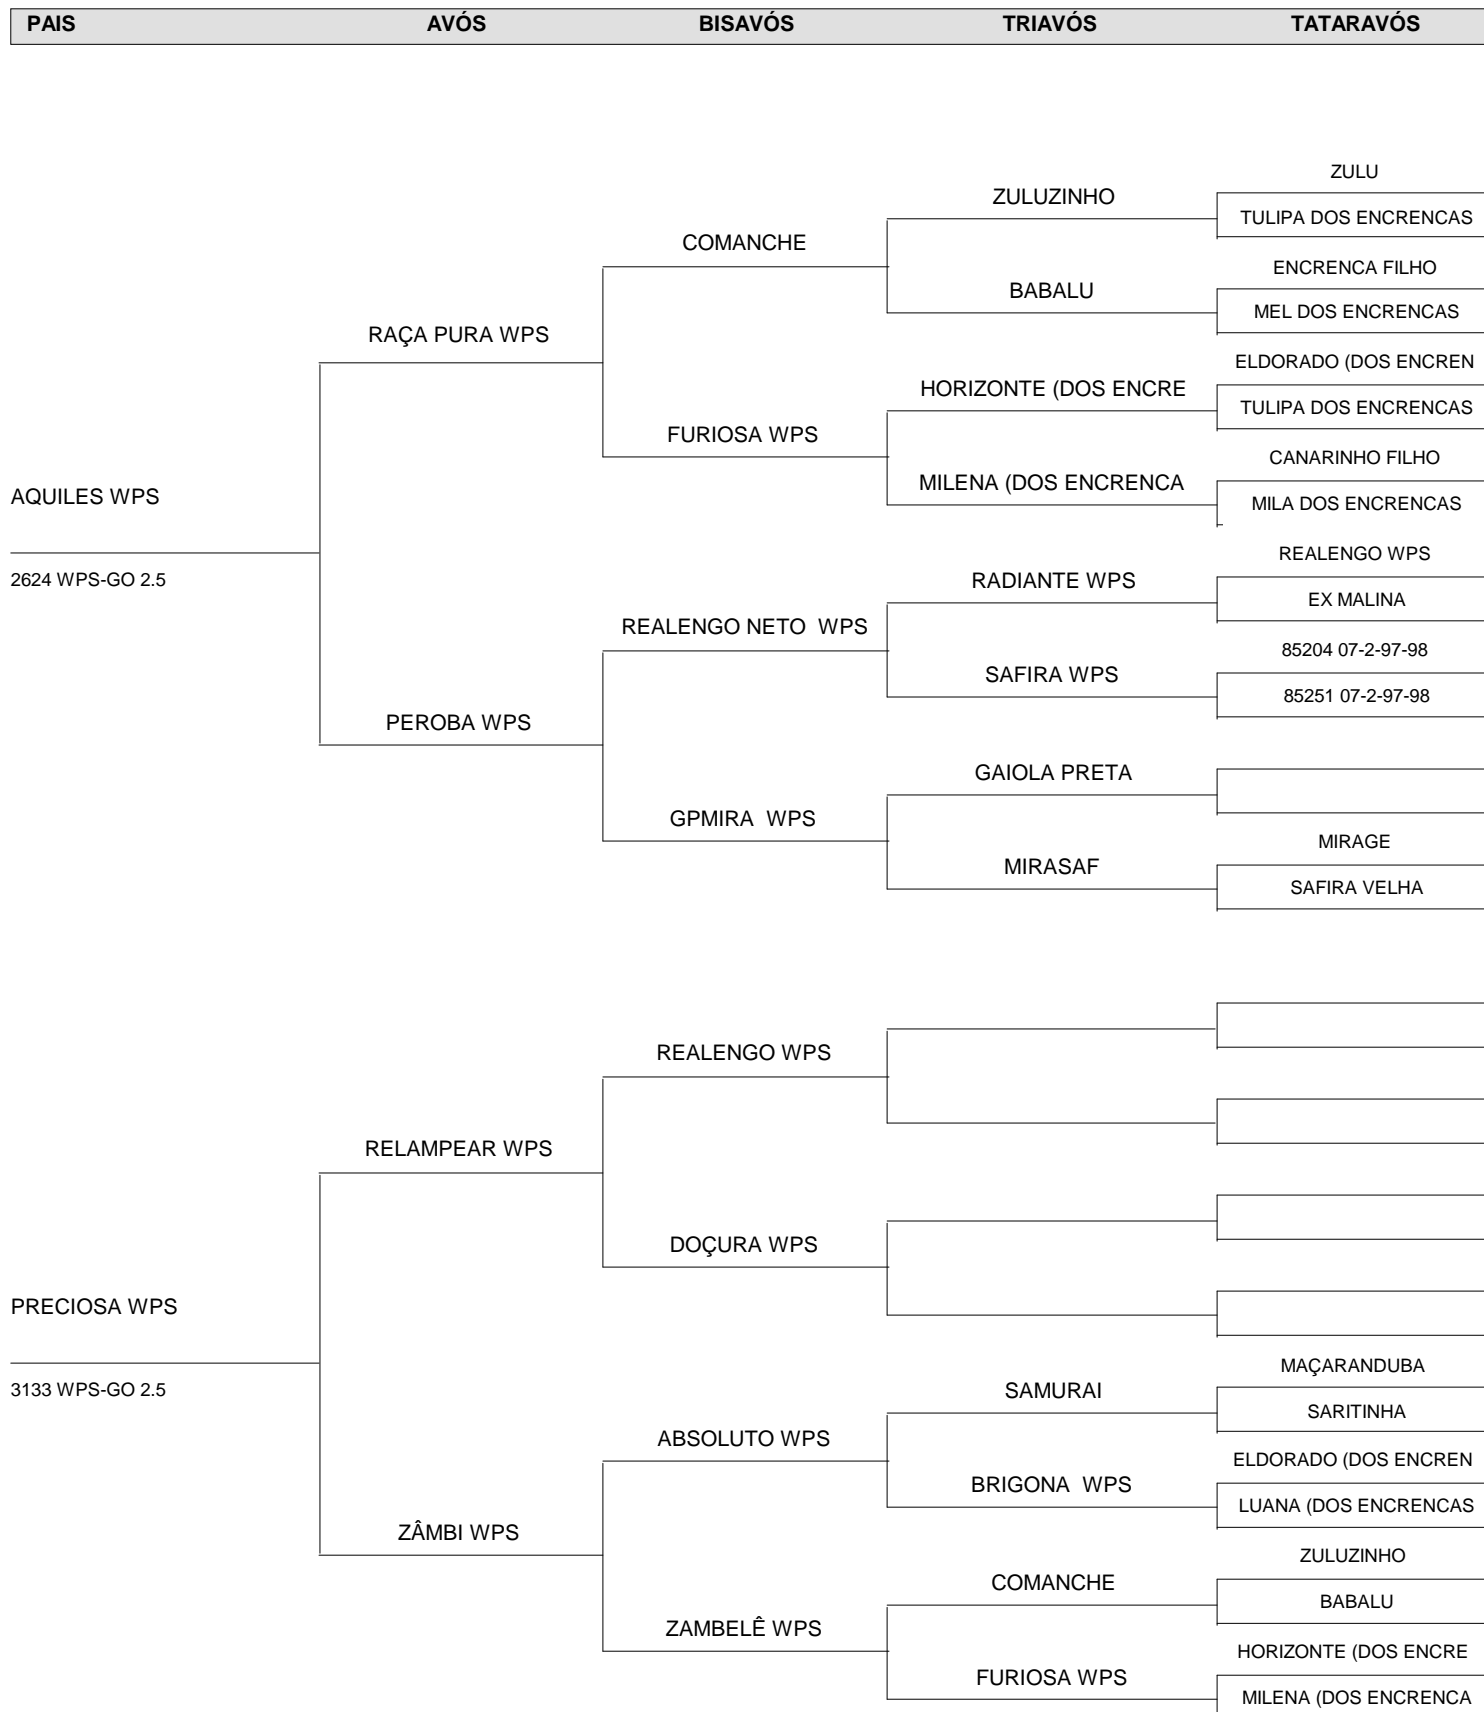 PAIS AVÓS BISAVÓS TRIAVÓS TATARAVÓS
ZULU
ZULUZINHO
TULIPA DOS ENCRENCAS
COMANCHE
ENCRENCA FILHO
BABALU
MEL DOS ENCRENCAS
RAÇA PURA WPS
ELDORADO (DOS ENCREN
HORIZONTE (DOS ENCRE
TULIPA DOS ENCRENCAS
FURIOSA WPS
CANARINHO FILHO
MILENA (DOS ENCRENCA
AQUILES WPS
MILA DOS ENCRENCAS
REALENGO WPS
2624 WPS-GO 2.5
RADIANTE WPS
EX MALINA
REALENGO NETO WPS
85204 07-2-97-98
SAFIRA WPS
85251 07-2-97-98
PEROBA WPS
GAIOLA PRETA
GPMIRA WPS
MIRAGE
MIRASAF
SAFIRA VELHA
REALENGO WPS
RELAMPEAR WPS
DOÇURA WPS
PRECIOSA WPS
MAÇARANDUBA
3133 WPS-GO 2.5
SAMURAI
SARITINHA
ABSOLUTO WPS
ELDORADO (DOS ENCREN
BRIGONA WPS
LUANA (DOS ENCRENCAS
ZÂMBI WPS
ZULUZINHO
COMANCHE
BABALU
ZAMBELÊ WPS
HORIZONTE (DOS ENCRE
FURIOSA WPS
MILENA (DOS ENCRENCA